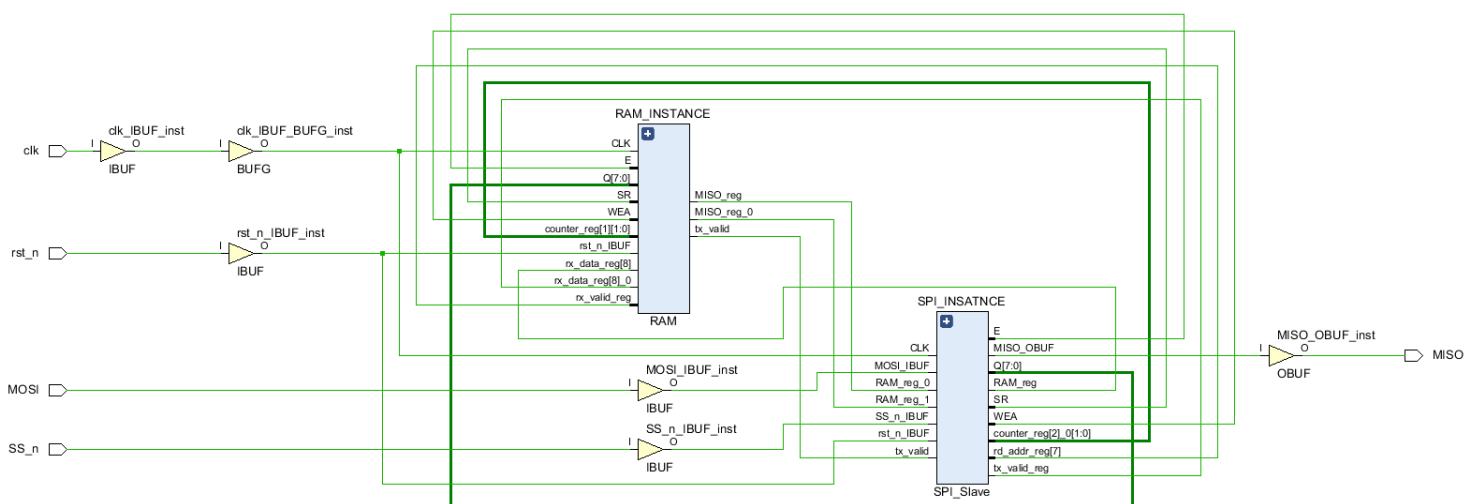 clk
I
clk_IBUF_inst
O
IBUF
I
clk_IBUF_BUFG_inst
O
BUFG
rst_n
I
rst_n_IBUF_inst
O
IBUF
RAM_INSTANCE
CLK
E
Q[7:0]
SR
WEA
counter_reg[1][1:0]
rst_n_IBUF
rx_data_reg[8]
rx_data_reg[8]_0
rx_valid_reg
MISO_reg
MISO_reg_0
tx_valid
RAM
MOSI
I
MOSI_IBUF_inst
O
IBUF
SS_n
I
SS_n_IBUF_inst
O
IBUF
SPI_INSATNCE
CLK
MOSI_IBUF
RAM_reg_0
RAM_reg_1
SS_n_IBUF
rst_n_IBUF
tx_valid
E
MISO_OBUF
Q[7:0]
RAM_reg
SR
WEA
counter_reg[2]_0[1:0]
rd_addr_reg[7]
tx_valid_reg
SPI_Slave
I
MISO_OBUF_inst
O
OBUF
MISO